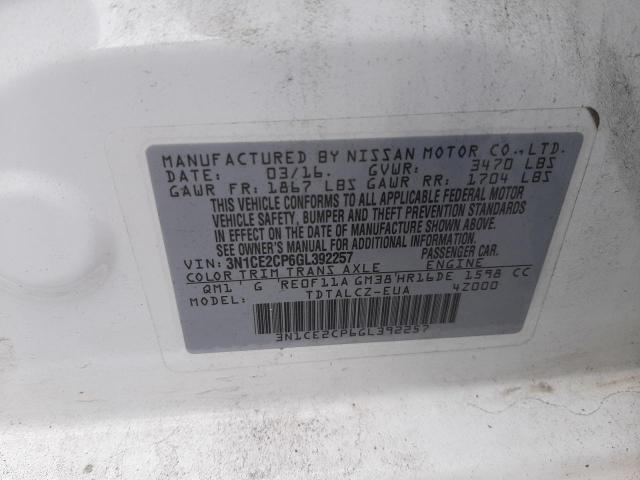 MANUFACTURED BY NISSAN MOTOR CO.,LTD.
DATE: 03/16. GVWR: 3470 LBS
GAWR FR: 1867 LBS GAWR RR: 1704 LBS
THIS VEHICLE CONFORMS TO ALL APPLICABLE FEDERAL MOTOR
VEHICLE SAFETY, BUMPER AND THEFT PREVENTION STANDARDS
IN EFFECT ON THE DATE OF MANUFACTURE SHOWN ABOVE.
SEE OWNER'S MANUAL FOR ADDITIONAL INFORMATION
VIN: 3N1CE2CP6GL392257 PASSENGER CAR.
COLOR TRIM TRANS AXLE ENGINE
QM1 G RE0F11A GM38 HR16DE 1598 CC
MODEL: TDTALCZ-EUA 4Z000
3N1CE2CP6GL392257